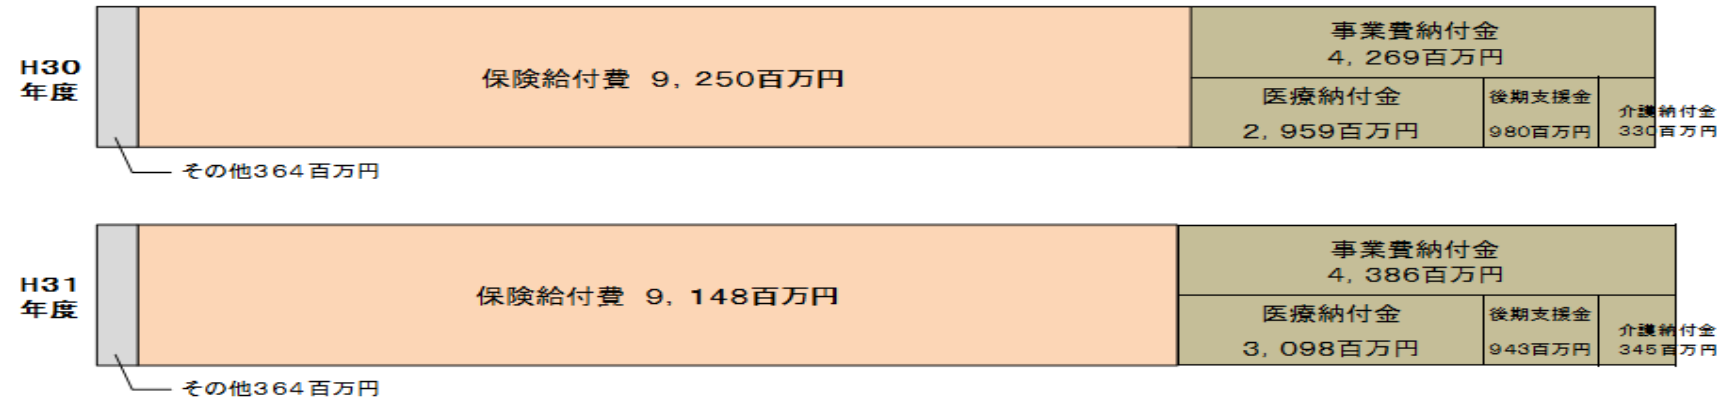 H30
年度
保険給付費 9, 250百万円
事業費納付金
4, 269百万円
医療納付金
2, 959百万円
後期支援金
980百万円
介護納付金
330百万円
その他364百万円
H31
年度
保険給付費 9, 148百万円
事業費納付金
4, 386百万円
医療納付金
3, 098百万円
後期支援金
943百万円
介護納付金
345百万円
その他364百万円